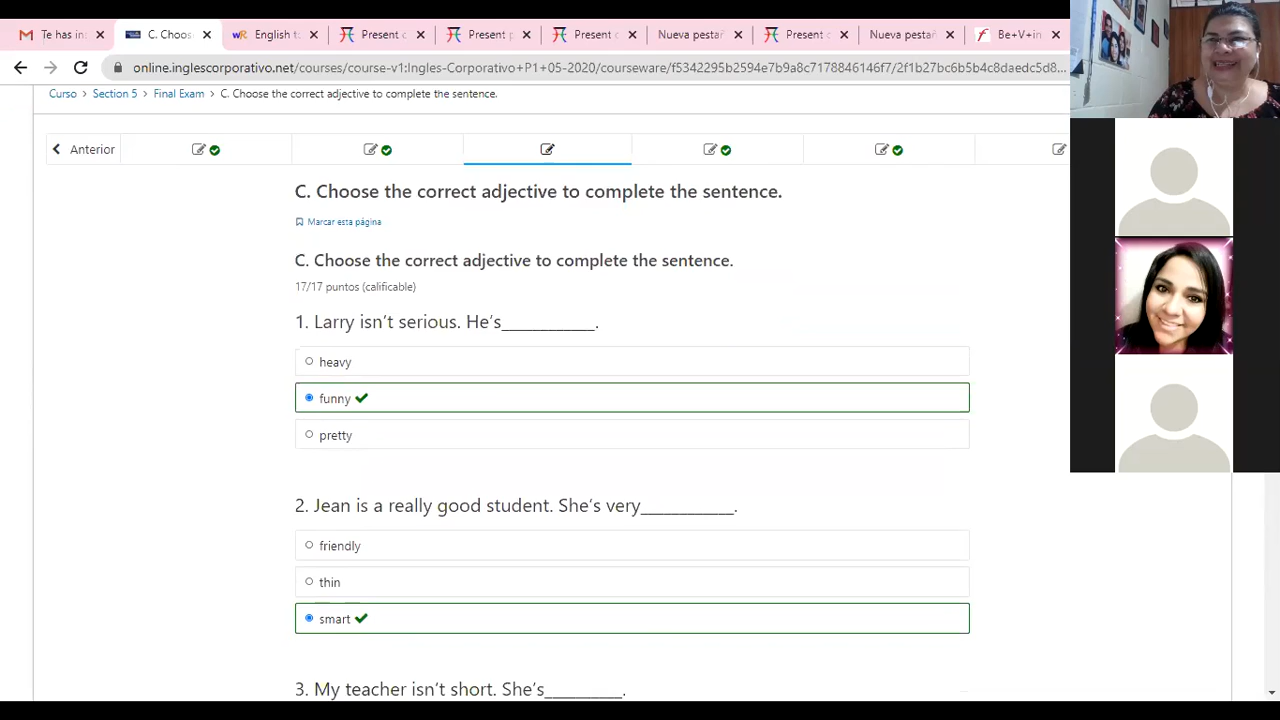 Te has in: × C. Choos × wR English to × Present c × Present p × Present c × Nueva pestañ × Present c × Nueva pestañ × f Be+V+in ×
online.inglescorporativo.net/courses/course-v1:Ingles-Corporativo+P1+05-2020/courseware/f5342295b2594e7b9a8c7178846146f7/2f1b27bc6b5b4c8daedc5d8...
Curso > Section 5 > Final Exam > C. Choose the correct adjective to complete the sentence.
Anterior
C. Choose the correct adjective to complete the sentence.
Marcar esta página
C. Choose the correct adjective to complete the sentence.
17/17 puntos (calificable)
1. Larry isn't serious. He's____________.
heavy
funny
pretty
2. Jean is a really good student. She's very____________.
friendly
thin
smart
3. My teacher isn't short. She's__________.